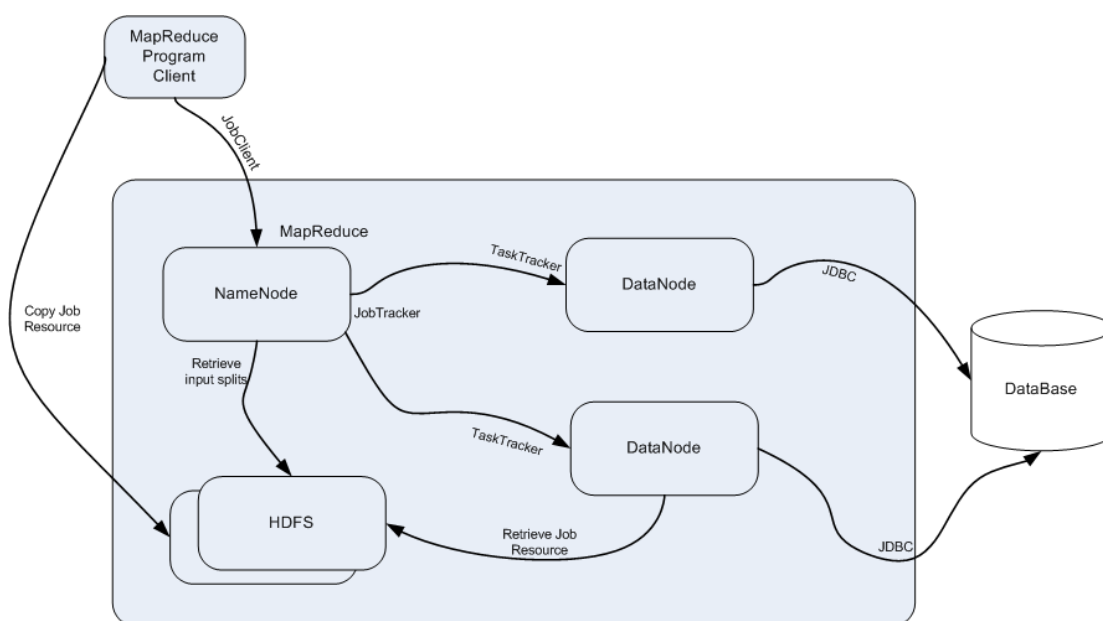 MapReduce
Program
Client
JobClient
MapReduce
NameNode
TaskTracker
DataNode
JDBC
JobTracker
Copy Job
Resource
Retrieve
input splits
DataBase
TaskTracker
DataNode
HDFS
Retrieve Job
Resource
JDBC